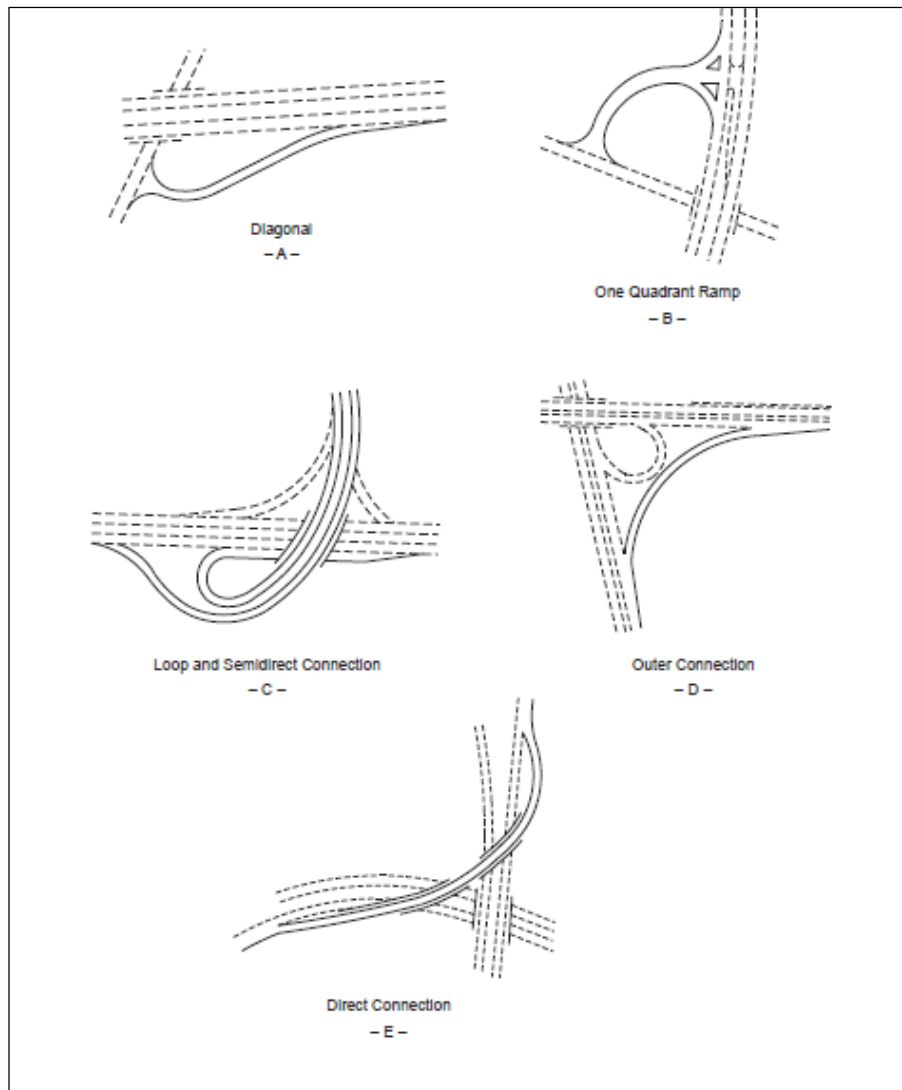 Diagonal
– A –
One Quadrant Ramp
– B –
Loop and Semidirect Connection
– C –
Outer Connection
– D –
Direct Connection
– E –